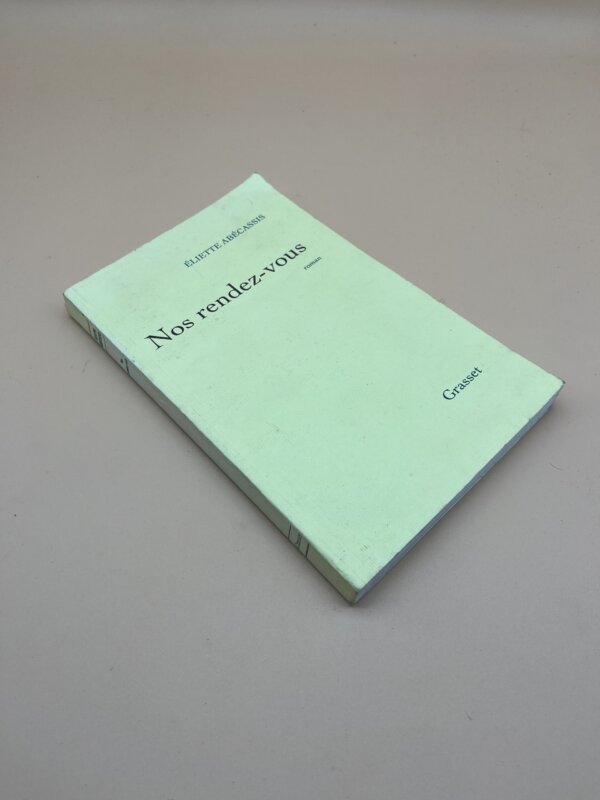 ÉLIETTE ABÉCASSIS
Nos rendez-vous
roman
Grasset